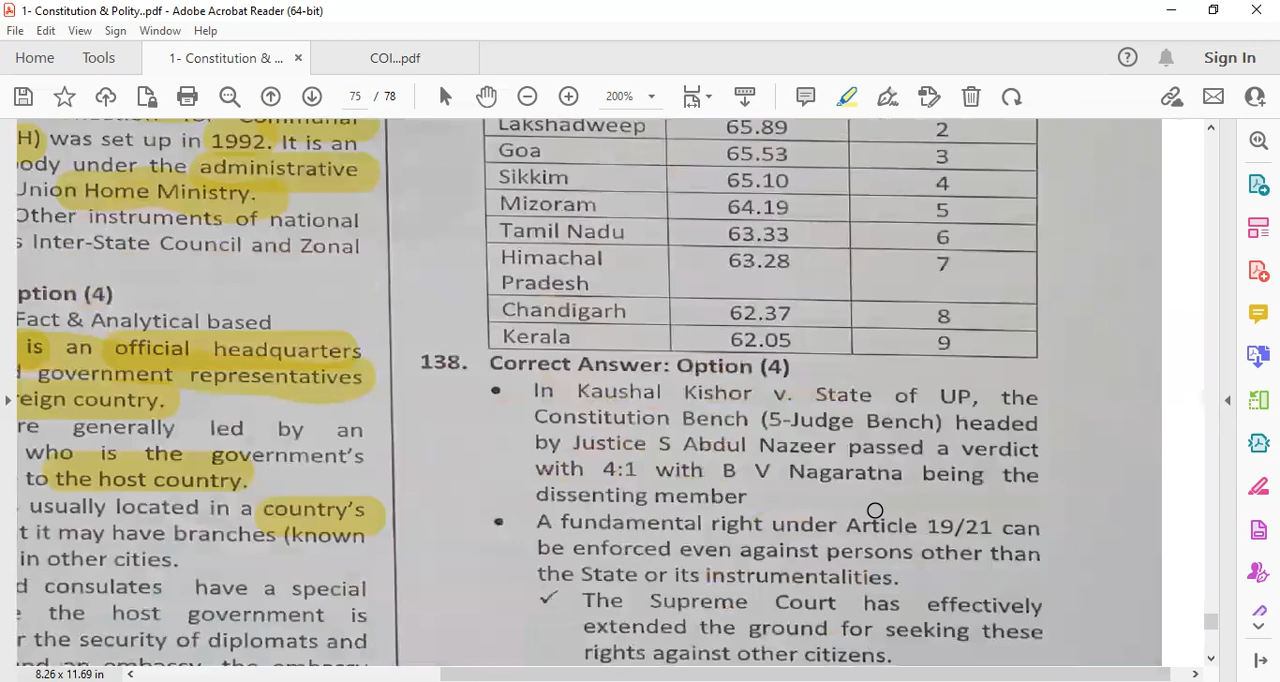 1- Constitution & Polity..pdf - Adobe Acrobat Reader (64-bit)
File Edit View Sign Window Help
Home Tools 1- Constitution & ... × COI...pdf Sign In
75 / 78 200%
H) was set up in 1992. It is an
ody under the administrative
Union Home Ministry.
Other instruments of national
s Inter-State Council and Zonal
ption (4)
Fact & Analytical based
is an official headquarters
d government representatives
reign country.
re generally led by an
who is the government's
to the host country.
usually located in a country's
t it may have branches (known
in other cities.
d consulates have a special
e the host government is
r the security of diplomats and
Lakshadweep 65.89 2
Goa 65.53 3
Sikkim 65.10 4
Mizoram 64.19 5
Tamil Nadu 63.33 6
Himachal 63.28 7
Pradesh
Chandigarh 62.37 8
Kerala 62.05 9
138. Correct Answer: Option (4)
• In Kaushal Kishor v. State of UP, the
Constitution Bench (5-Judge Bench) headed
by Justice S Abdul Nazeer passed a verdict
with 4:1 with B V Nagaratna being the
dissenting member
• A fundamental right under Article 19/21 can
be enforced even against persons other than
the State or its instrumentalities.
✓ The Supreme Court has effectively
extended the ground for seeking these
rights against other citizens.
8.26 x 11.69 in